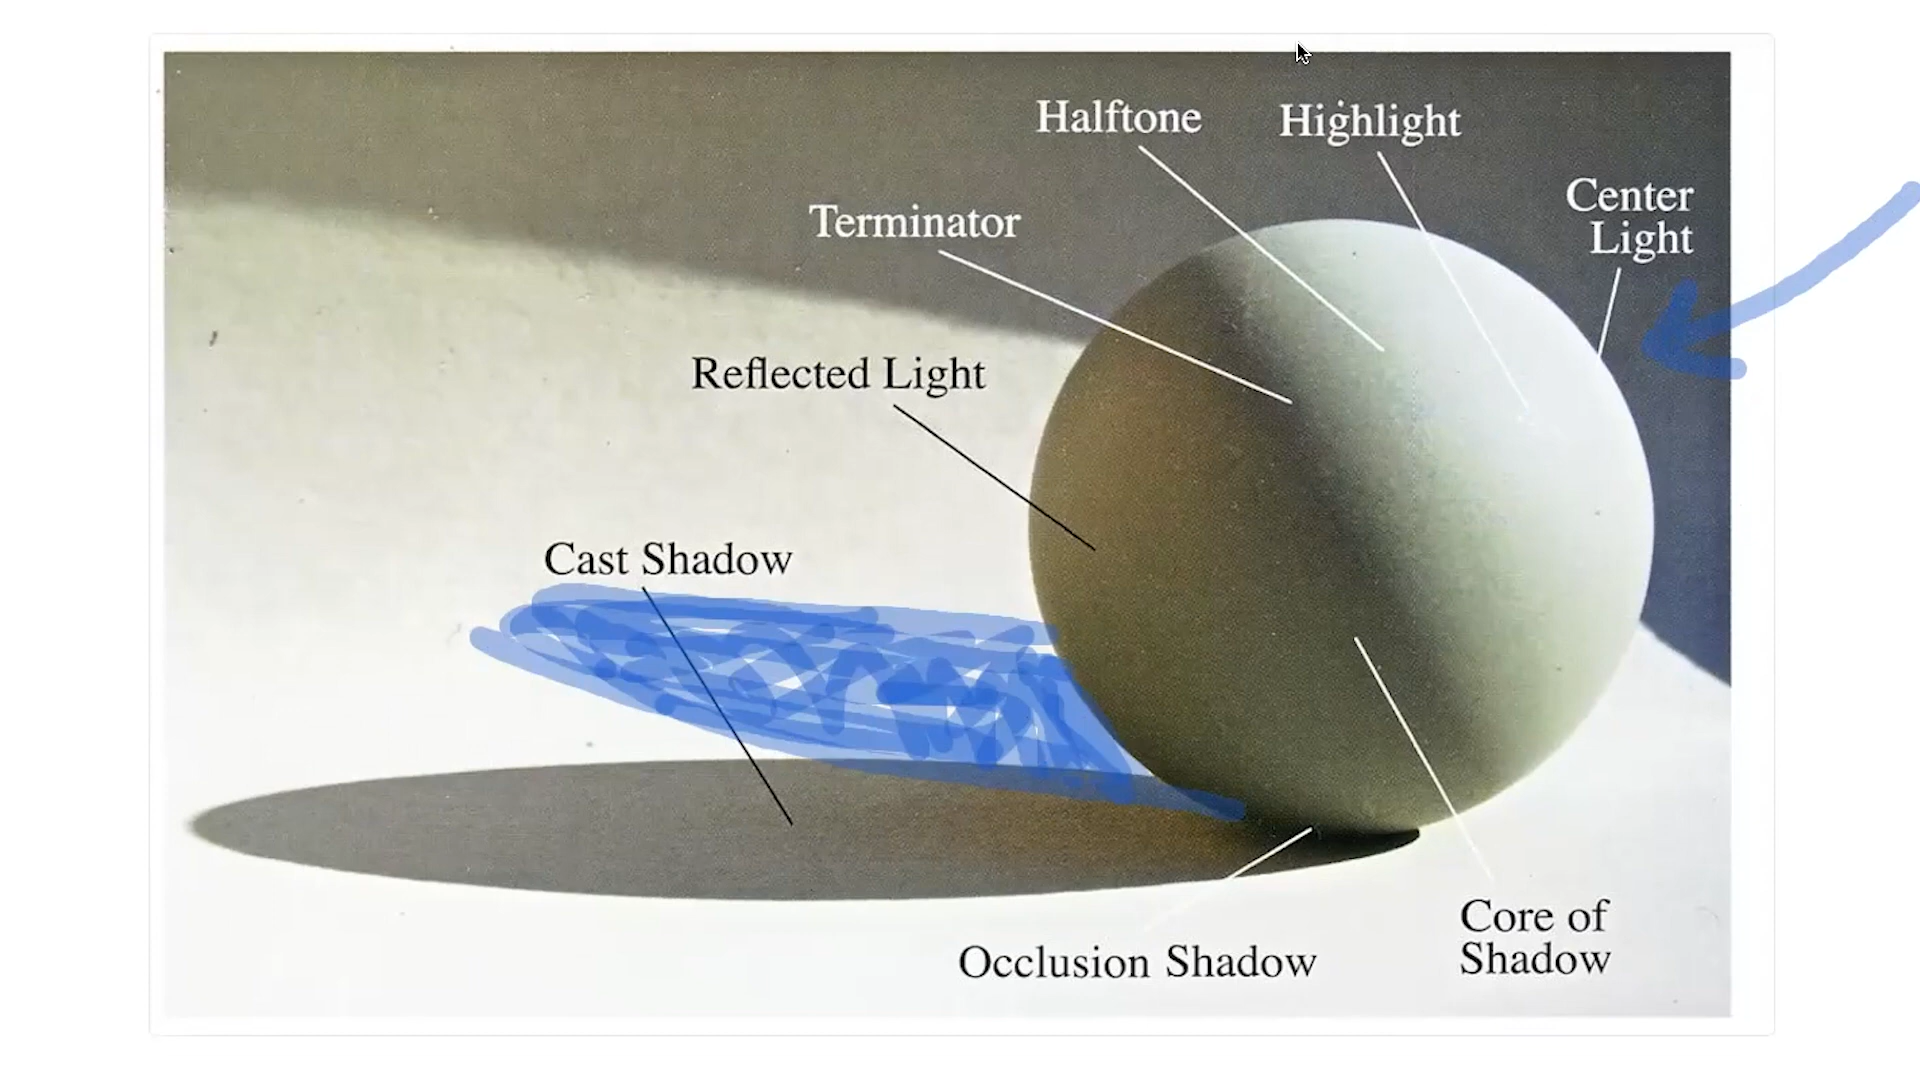 Halftone
Highlight
Center
Light
Terminator
Reflected Light
Cast Shadow
Core of
Shadow
Occlusion Shadow